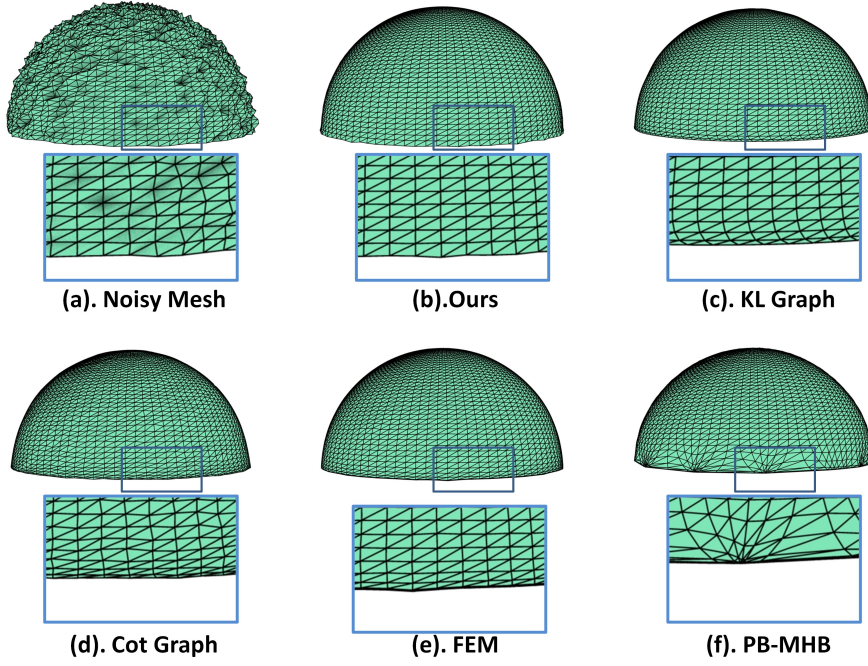 (a). Noisy Mesh
(b).Ours
(c). KL Graph
(d). Cot Graph
(e). FEM
(f). PB-MHB